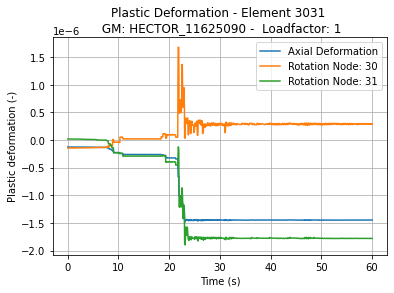 Plastic Deformation - Element 3031
GM: HECTOR_11625090 -  Loadfactor: 1
1e−6
Axial Deformation
Rotation Node: 30
Rotation Node: 31
1.5
1.0
0.5
0.0
−0.5
−1.0
−1.5
−2.0
Plastic deformation (-)
0
10
20
30
40
50
60
Time (s)